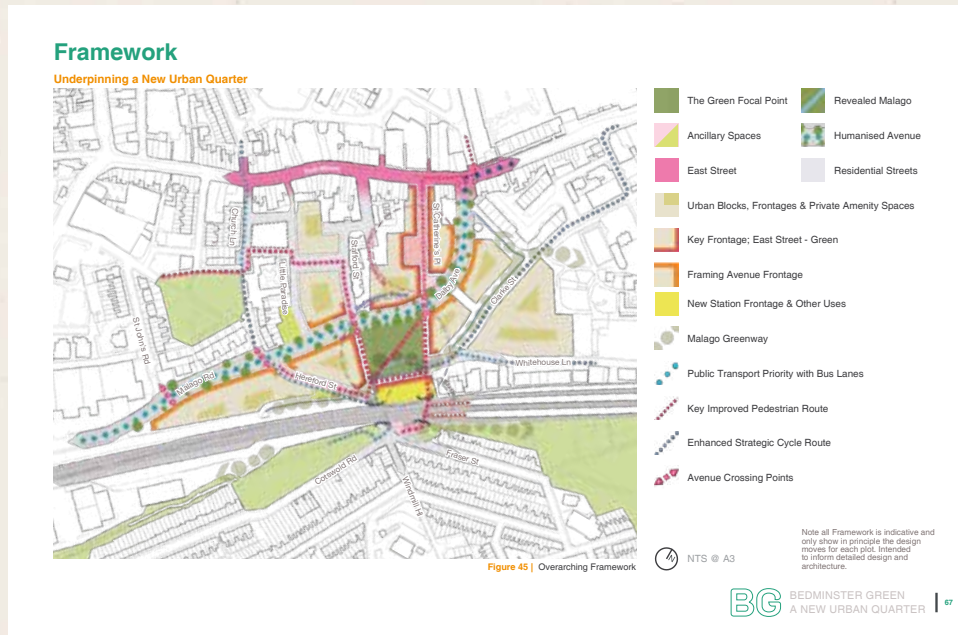 Framework
Underpinning a New Urban Quarter
Church Ln
Little Paradise
Stafford St
St Catherine's Pl
Dalby Ave
Clarke St
St John's Rd
Malago Rd
Hereford St
Whitehouse Ln
Cotswold Rd
Fraser St
Windmill Hl
The Green Focal Point
Revealed Malago
Ancillary Spaces
Humanised Avenue
East Street
Residential Streets
Urban Blocks, Frontages & Private Amenity Spaces
Key Frontage; East Street - Green
Framing Avenue Frontage
New Station Frontage & Other Uses
Malago Greenway
Public Transport Priority with Bus Lanes
Key Improved Pedestrian Route
Enhanced Strategic Cycle Route
Avenue Crossing Points
NTS @ A3
Note all Framework is indicative and
only show in principle the design
moves for each plot. Intended
to inform detailed design and
architecture.
Figure 45 | Overarching Framework
BG
BEDMINSTER GREEN
A NEW URBAN QUARTER
67